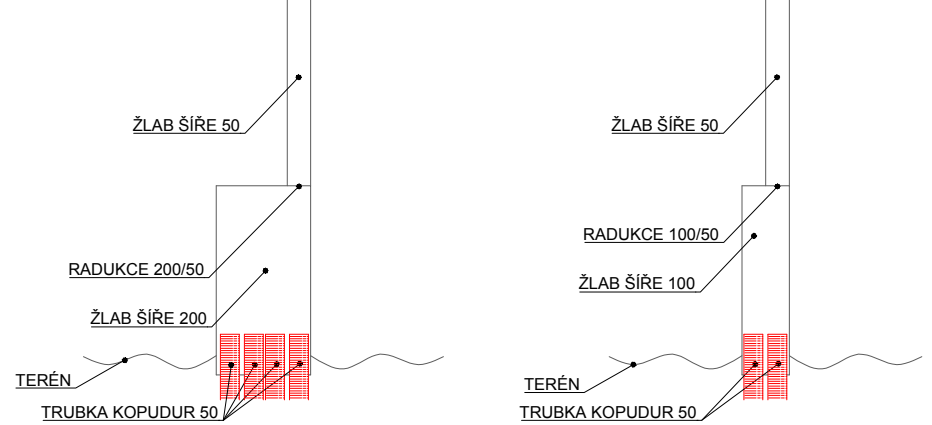 ŽLAB ŠÍŘE 50
RADUKCE 200/50
ŽLAB ŠÍŘE 200
TERÉN
TRUBKA KOPUDUR 50
ŽLAB ŠÍŘE 50
RADUKCE 100/50
ŽLAB ŠÍŘE 100
TERÉN
TRUBKA KOPUDUR 50